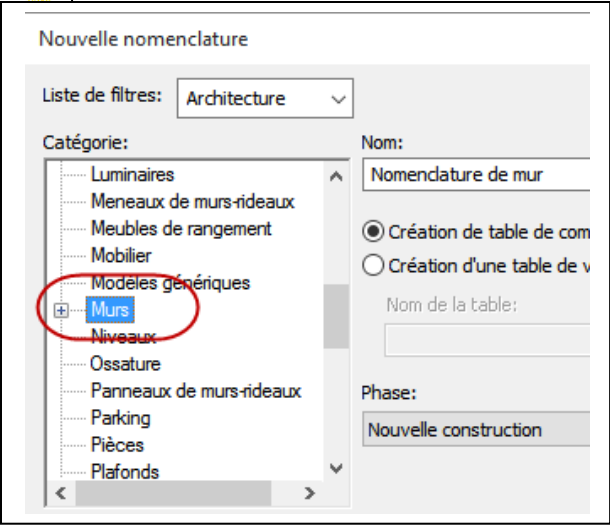 Nouvelle nomenclature
Liste de filtres: Architecture
Catégorie:
Luminaires
Meneaux de murs-rideaux
Meubles de rangement
Mobilier
Modèles génériques
Murs
Niveaux
Ossature
Panneaux de murs-rideaux
Parking
Pièces
Plafonds
Nom:
Nomenclature de mur
Création de table de com
Création d'une table de v
Nom de la table:
Phase:
Nouvelle construction